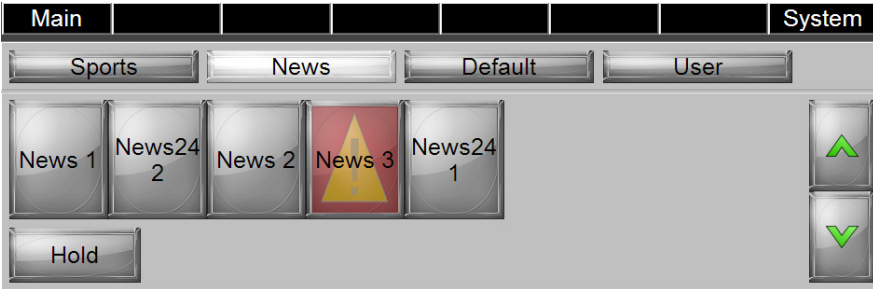 Main System
Sports News Default User
News 1 News24 2 News 2 News 3 News24 1
Hold